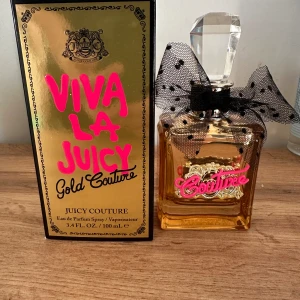 VIVA
LA
JUICY
Gold Couture
JUICY COUTURE
Eau de Parfum Spray / Vaporisateur
3.4 FL. OZ / 100 mL ℮
Couture